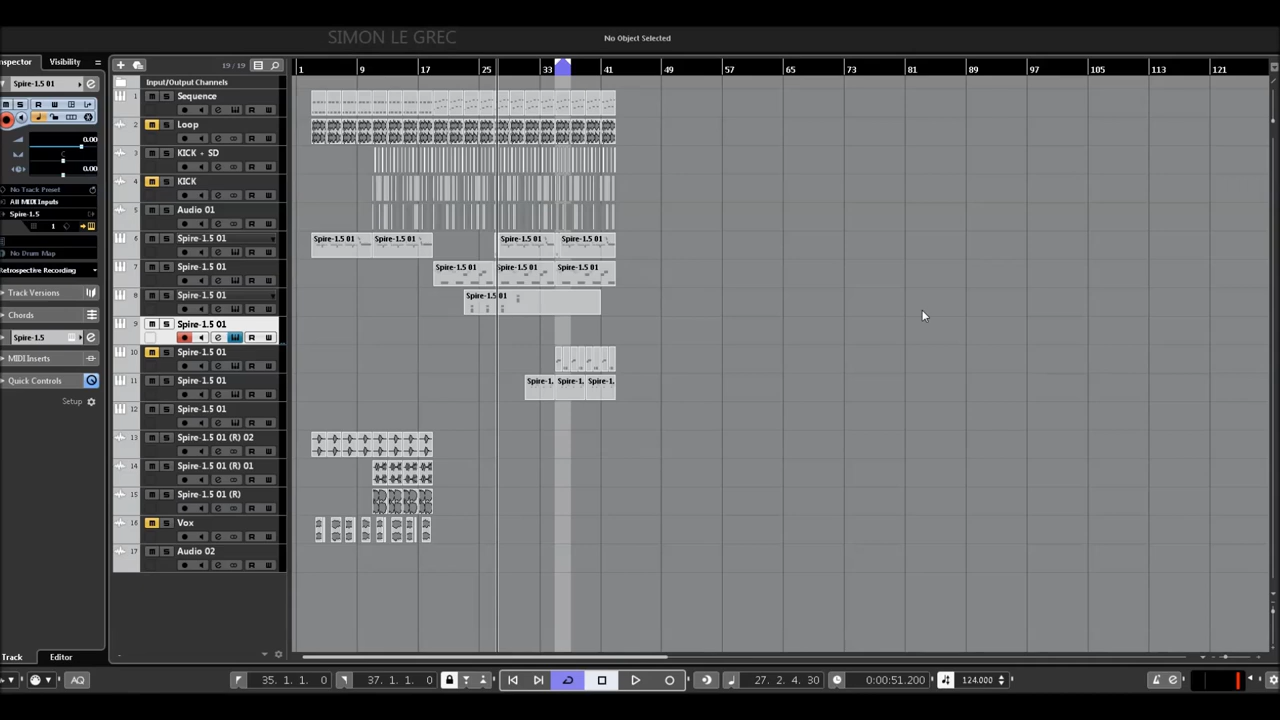 SIMON LE GREC
No Object Selected
Inspector Visibility
Spire-1.5 01
19 / 19
1 9 17 25 33 41 49 57 65 73 81 89 97 105 113 121
Input/Output Channels
m S R W
0.00
0.00
No Track Preset
All MIDI Inputs
Spire-1.5
1
No Drum Map
Retrospective Recording
Track Versions
Chords
Spire-1.5
MIDI Inserts
Quick Controls
Setup
1 m S Sequence
e R W
2 m S Loop
e R W
3 m S KICK + SD
e R W
4 m S KICK
e R W
5 m S Audio 01
e R W
6 m S Spire-1.5 01
e R W
Spire-1.5 01 Spire-1.5 01 Spire-1.5 01 Spire-1.5 01
7 m S Spire-1.5 01
e R W
Spire-1.5 01 Spire-1.5 01 Spire-1.5 01
8 m S Spire-1.5 01
e R W
Spire-1.5 01
9 m S Spire-1.5 01
e R W
10 m S Spire-1.5 01
e R W
11 m S Spire-1.5 01
e R W
Spire-1. Spire-1. Spire-1.
12 m S Spire-1.5 01
e R W
13 m S Spire-1.5 01 (R) 02
e R W
14 m S Spire-1.5 01 (R) 01
e R W
15 m S Spire-1.5 01 (R)
e R W
16 m S Vox
e R W
17 m S Audio 02
e R W
Track Editor
AQ
35. 1. 1. 0
37. 1. 1. 0
27. 2. 4. 30
0:00:51.200
124.000